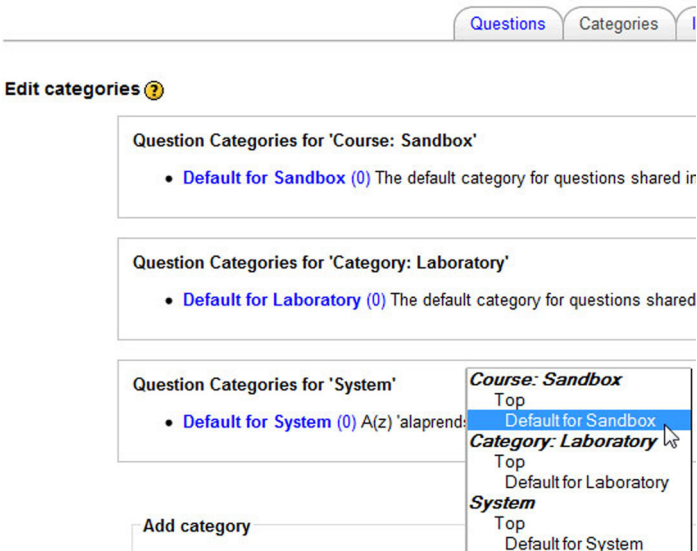 Questions Categories
Edit categories
Question Categories for 'Course: Sandbox'
Default for Sandbox (0) The default category for questions shared in
Question Categories for 'Category: Laboratory'
Default for Laboratory (0) The default category for questions shared
Question Categories for 'System'
Default for System (0) A(z) 'alaprend
Course: Sandbox
Top
Default for Sandbox
Category: Laboratory
Top
Default for Laboratory
System
Top
Default for System
Add category